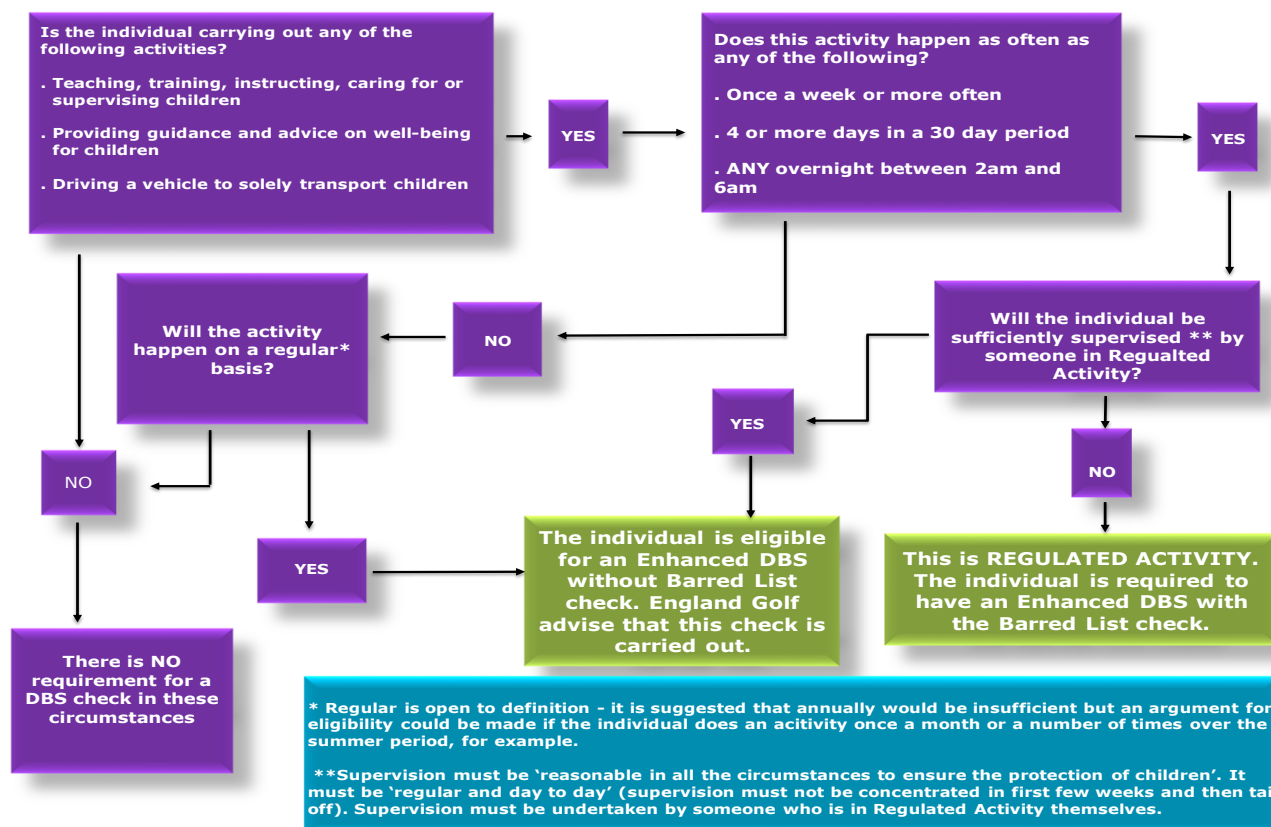 Is the individual carrying out any of the
following activities?
. Teaching, training, instructing, caring for or
supervising children
. Providing guidance and advice on well-being
for children
. Driving a vehicle to solely transport children
YES
Does this activity happen as often as
any of the following?
. Once a week or more often
. 4 or more days in a 30 day period
. ANY overnight between 2am and
6am
YES
Will the activity
happen on a regular*
basis?
NO
Will the individual be
sufficiently supervised ** by
someone in Regualted
Activity?
YES
NO
NO
YES
The individual is eligible
for an Enhanced DBS
without Barred List
check. England Golf
advise that this check is
carried out.
This is REGULATED ACTIVITY.
The individual is required to
have an Enhanced DBS with
the Barred List check.
There is NO
requirement for a
DBS check in these
circumstances
* Regular is open to definition - it is suggested that annually would be insufficient but an argument for
eligibility could be made if the individual does an acitivity once a month or a number of times over the
summer period, for example.
**Supervision must be ‘reasonable in all the circumstances to ensure the protection of children’. It
must be ‘regular and day to day’ (supervision must not be concentrated in first few weeks and then tai
off). Supervision must be undertaken by someone who is in Regulated Activity themselves.